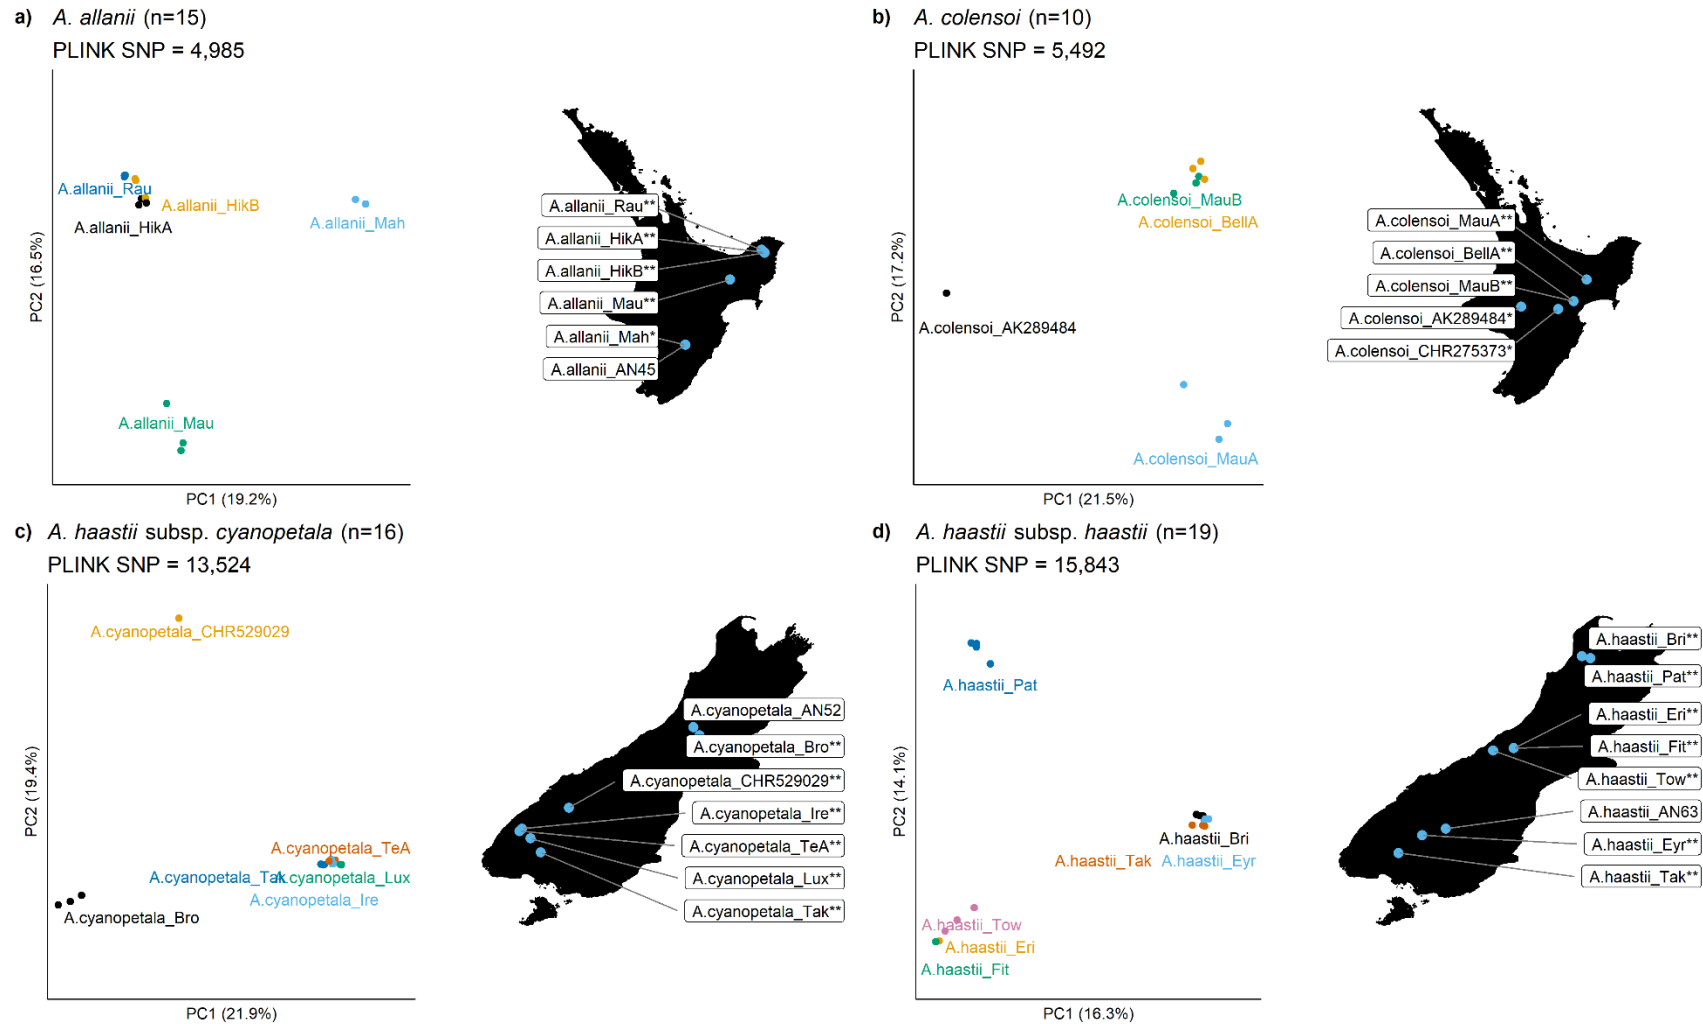 a) A. allanii (n=15)
PLINK SNP = 4,985
PC2 (16.5%)
A.allanii_Rau
A.allanii_HikB
A.allanii_HikA
A.allanii_Mah
A.allanii_Mau
PC1 (19.2%)
A.allanii_Rau**
A.allanii_HikA**
A.allanii_HikB**
A.allanii_Mau**
A.allanii_Mah*
A.allanii_AN45
b) A. colensoi (n=10)
PLINK SNP = 5,492
PC2 (17.2%)
A.colensoi_MauB
A.colensoi_BellA
A.colensoi_AK289484
A.colensoi_MauA
PC1 (21.5%)
A.colensoi_MauA**
A.colensoi_BellA**
A.colensoi_MauB**
A.colensoi_AK289484*
A.colensoi_CHR275373*
c) A. haastii subsp. cyanopetala (n=16)
PLINK SNP = 13,524
PC2 (19.4%)
A.cyanopetala_CHR529029
A.cyanopetala_TeA
A.cyanopetala_Tak
A.cyanopetala_Lux
A.cyanopetala_Ire
A.cyanopetala_Bro
PC1 (21.9%)
A.cyanopetala_AN52
A.cyanopetala_Bro**
A.cyanopetala_CHR529029**
A.cyanopetala_Ire**
A.cyanopetala_TeA**
A.cyanopetala_Lux**
A.cyanopetala_Tak**
d) A. haastii subsp. haastii (n=19)
PLINK SNP = 15,843
PC2 (14.1%)
A.haastii_Pat
A.haastii_Bri
A.haastii_Tak
A.haastii_Eyr
A.haastii_Tow
A.haastii_Eri
A.haastii_Fit
PC1 (16.3%)
A.haastii_Bri**
A.haastii_Pat**
A.haastii_Eri**
A.haastii_Fit**
A.haastii_Tow**
A.haastii_AN63
A.haastii_Eyr**
A.haastii_Tak**